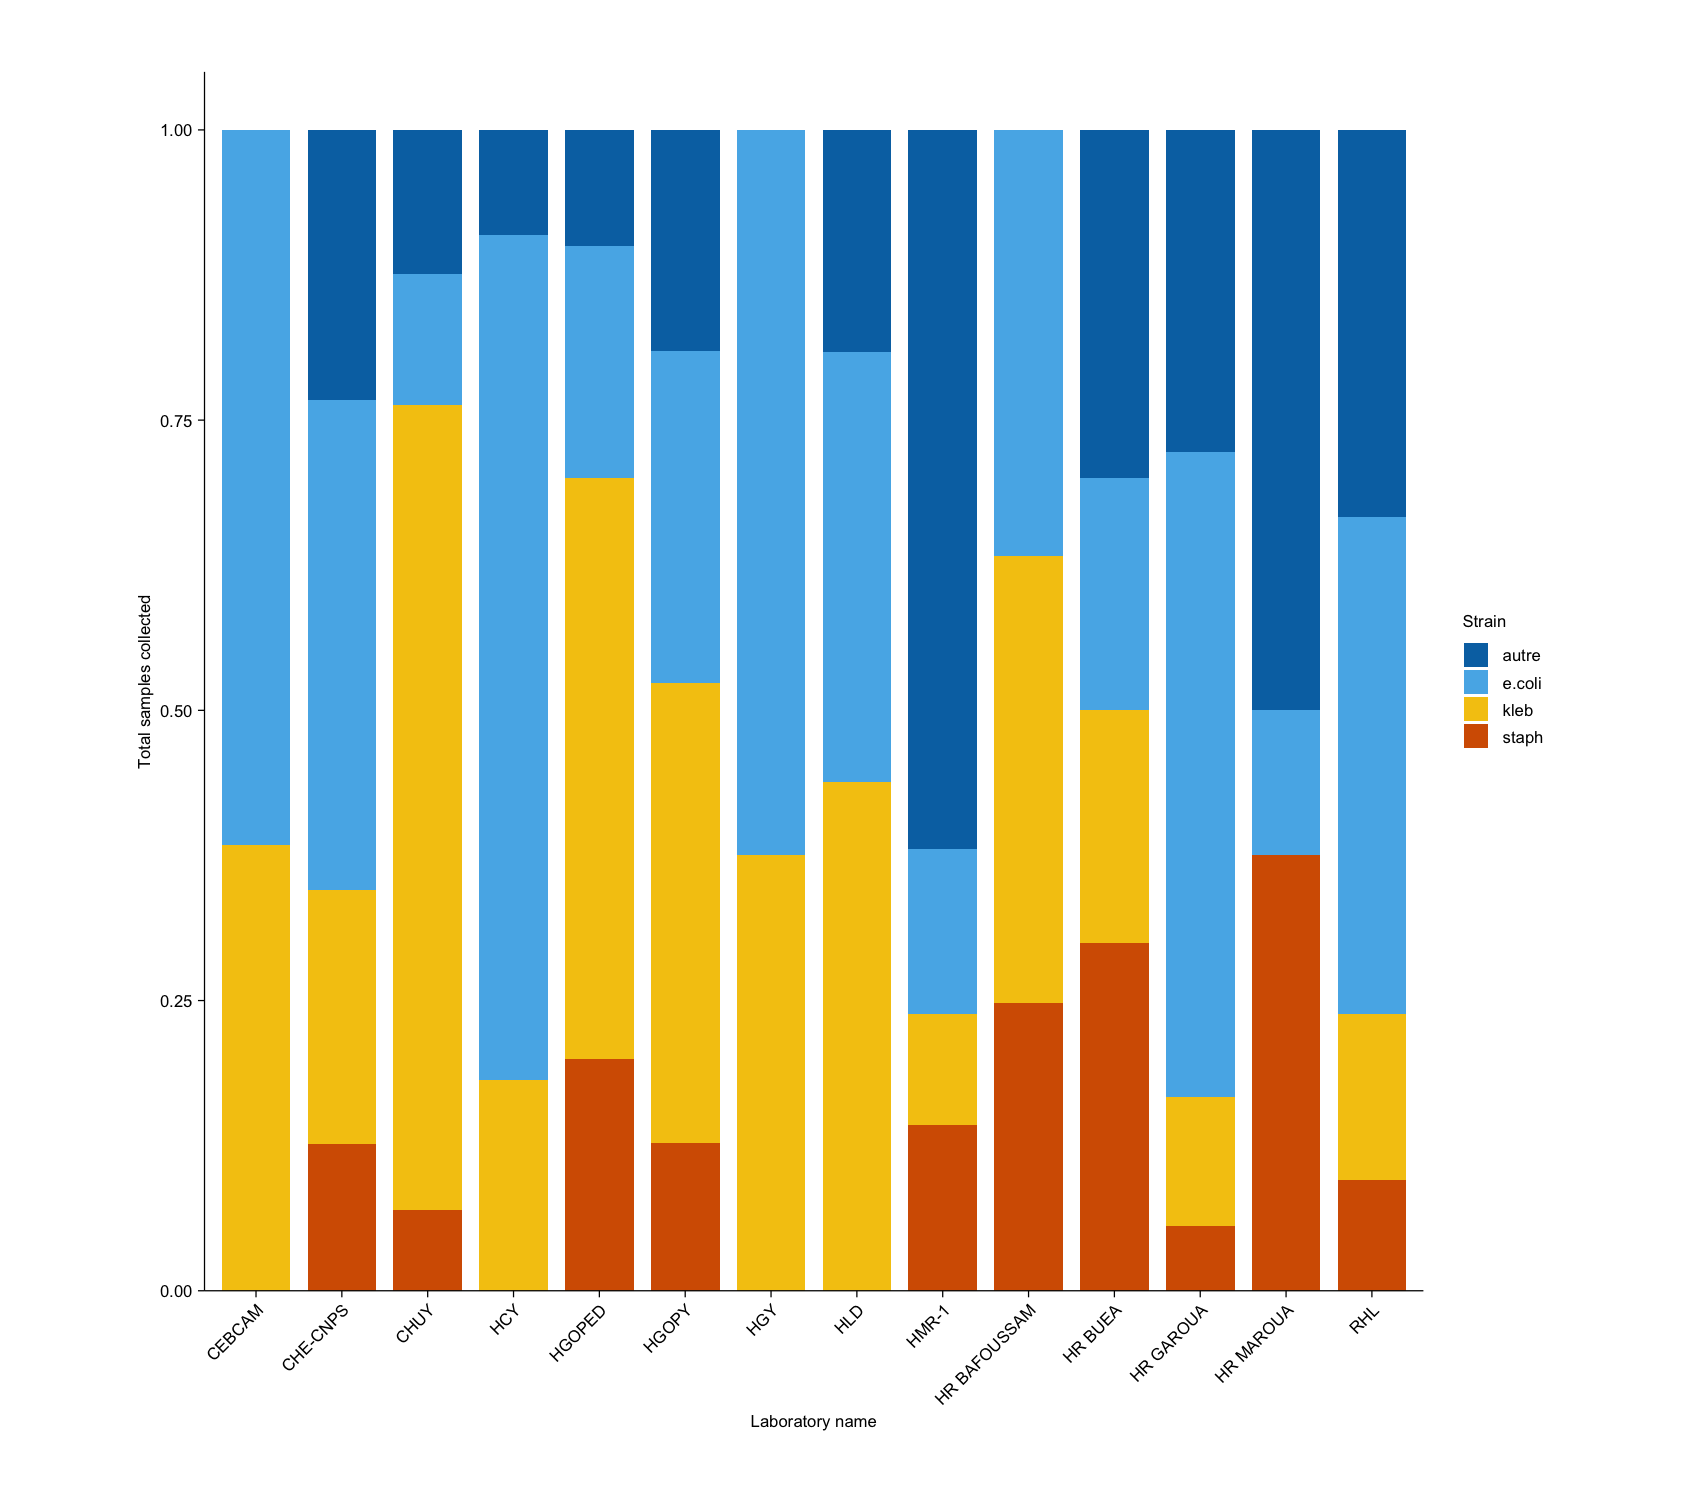 1.00
0.75
0.50
0.25
0.00
Total samples collected
CEBCAM
CHE-CNPS
CHUY
HCY
HGOPED
HGOPY
HGY
HLD
HMR-1
HR BAFOUSSAM
HR BUEA
HR GAROUA
HR MAROUA
RHL
Laboratory name
Strain
autre
e.coli
kleb
staph